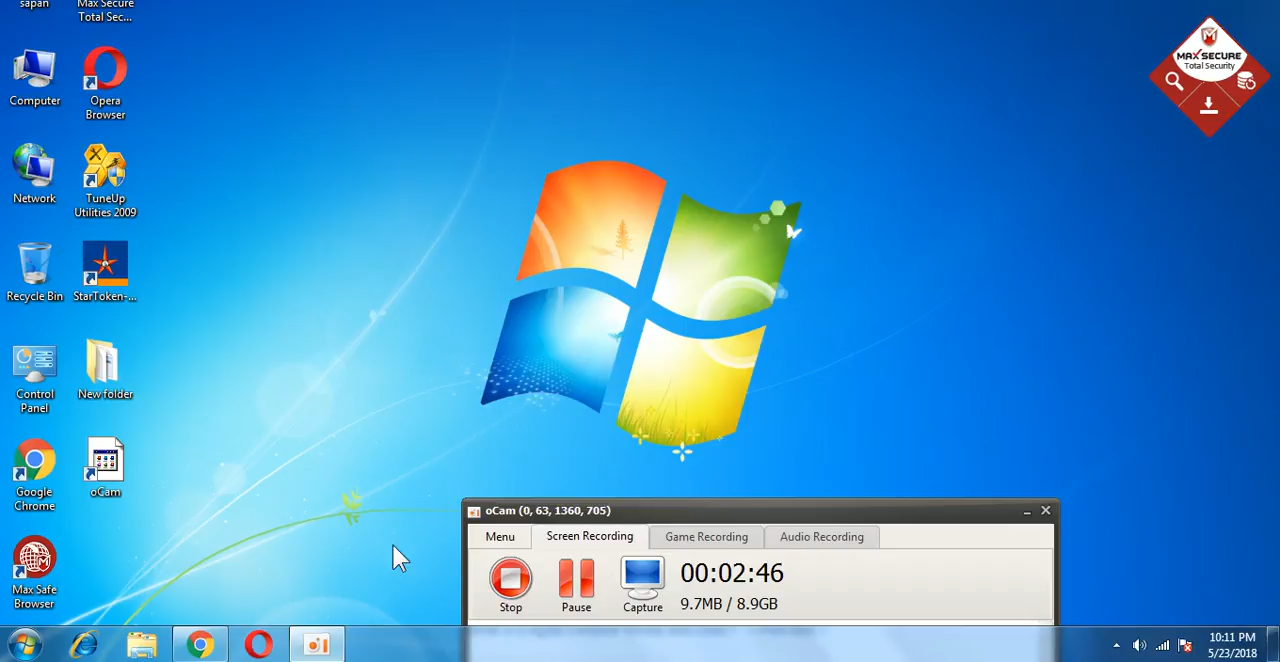 sapan
Max Secure
Total Sec...
Computer
Opera
Browser
Network
TuneUp
Utilities 2009
Recycle Bin
StarToken-...
Control
Panel
New folder
Google
Chrome
oCam
Max Safe
Browser
MAXSECURE
Total Security
oCam (0, 63, 1360, 705)
Menu
Screen Recording
Game Recording
Audio Recording
Stop
Pause
Capture
00:02:46
9.7MB / 8.9GB
10:11 PM
5/23/2018